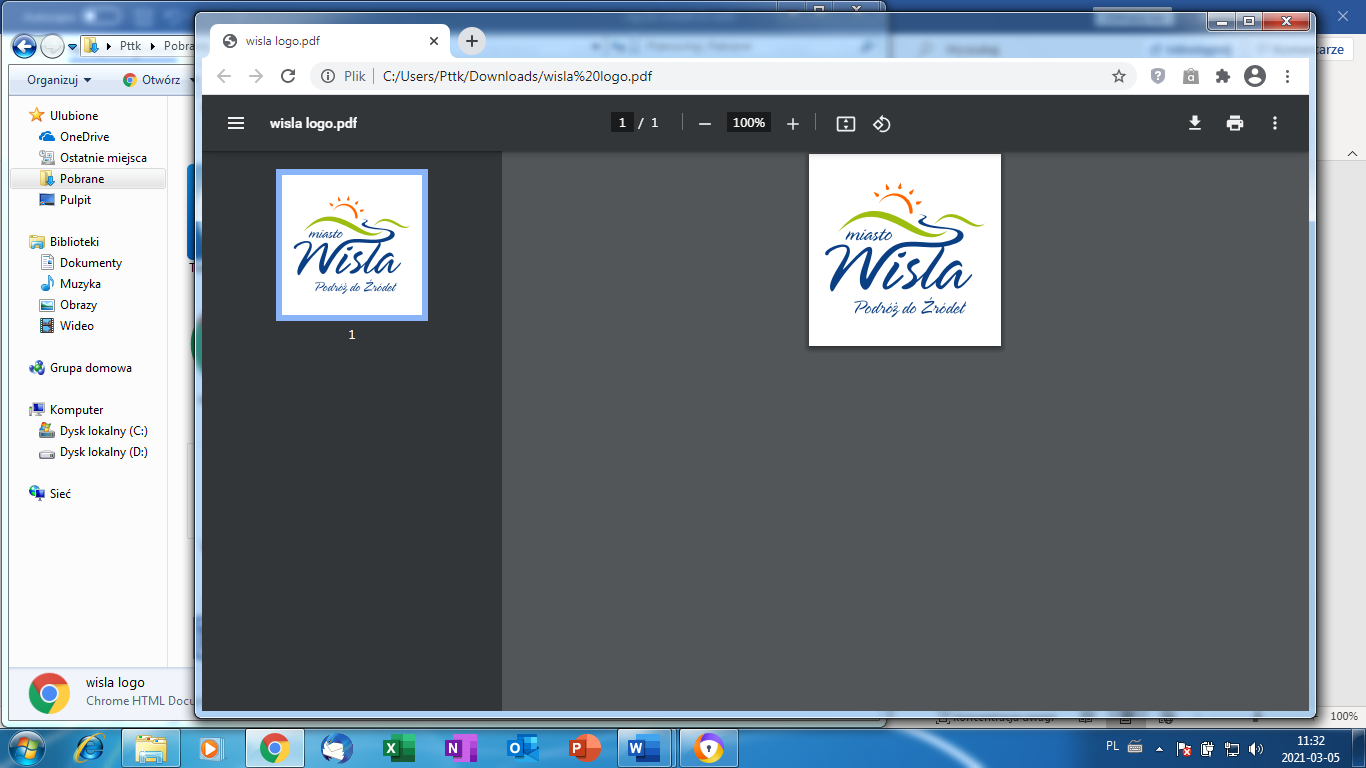 wisla logo.pdf
Pttk
Pobra
Plik
C:/Users/Pttk/Downloads/wisla%20logo.pdf
Organizuj
Otwórz
wisla logo.pdf
1 / 1
100%
Ulubione
OneDrive
Ostatnie miejsca
Pobrane
Pulpit
Biblioteki
Dokumenty
Muzyka
Obrazy
Wideo
Grupa domowa
Komputer
Dysk lokalny (C:)
Dysk lokalny (D:)
Sieć
miasto
Wisła
Podróż do Źródeł
1
miasto
Wisła
Podróż do Źródeł
wisla logo
Chrome HTML Docu
100%
PL
11:32
2021-03-05